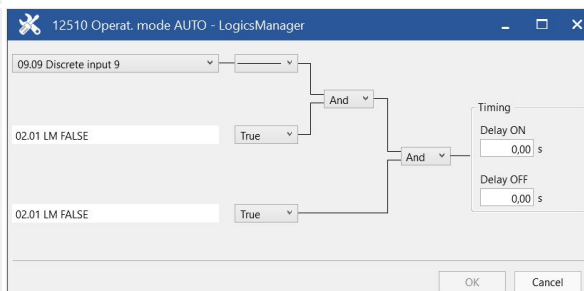 12510 Operat. mode AUTO - LogicsManager
09.09 Discrete input 9
And
Timing
Delay ON
02.01 LM FALSE True
And
0,00 s
Delay OFF
0,00 s
02.01 LM FALSE True
OK Cancel